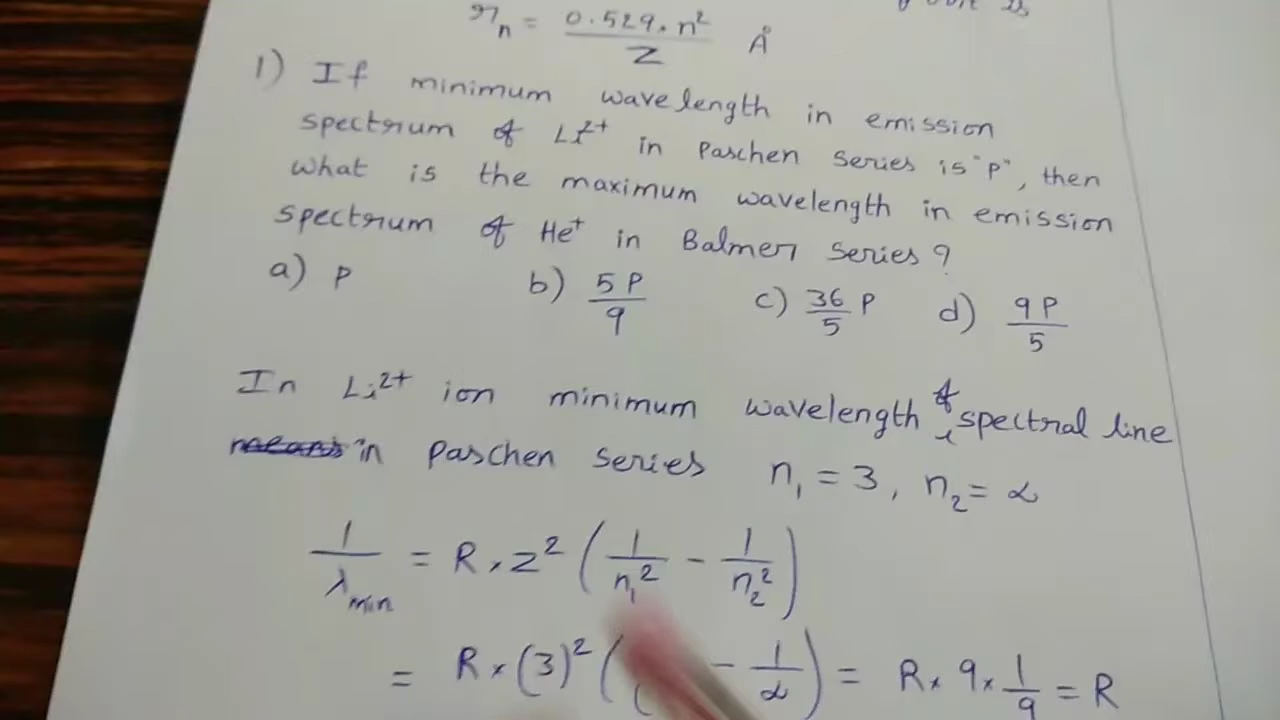 r_n = 0.529 × n² / Z Å
1) If minimum wavelength in emission
spectrum of Li²⁺ in Paschen series is "P", then
what is the maximum wavelength in emission
spectrum of He⁺ in Balmer series ?
a) P b) 5P/9 c) 36/5 P d) 9P/5
In Li²⁺ ion minimum wavelength of spectral line
means in Paschen series n₁ = 3, n₂ = α
1/λmin = R × Z² (1/n₁² - 1/n₂²)
= R × (3)² ( - 1/α) = R × 9 × 1/9 = R